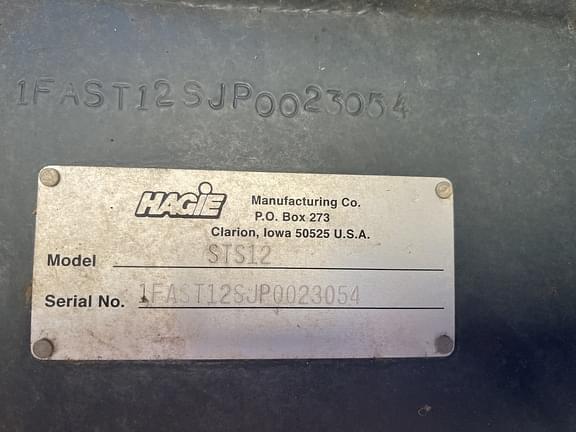 1FAST12SJP0023054
HAGIE Manufacturing Co.
P.O. Box 273
Clarion, Iowa 50525 U.S.A.
Model STS12
Serial No. 1FAST12SJP0023054